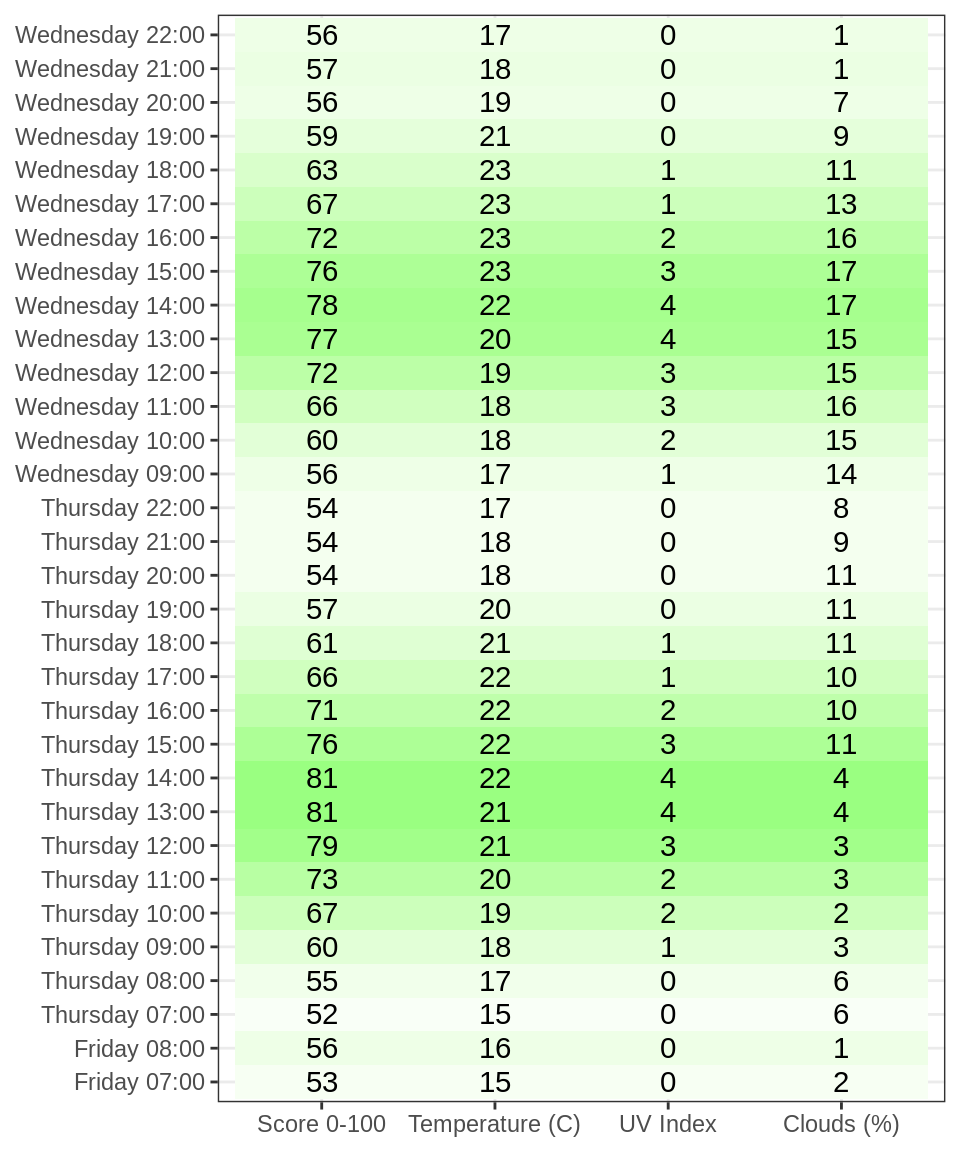 Wednesday 22:00 56 17 0 1
Wednesday 21:00 57 18 0 1
Wednesday 20:00 56 19 0 7
Wednesday 19:00 59 21 0 9
Wednesday 18:00 63 23 1 11
Wednesday 17:00 67 23 1 13
Wednesday 16:00 72 23 2 16
Wednesday 15:00 76 23 3 17
Wednesday 14:00 78 22 4 17
Wednesday 13:00 77 20 4 15
Wednesday 12:00 72 19 3 15
Wednesday 11:00 66 18 3 16
Wednesday 10:00 60 18 2 15
Wednesday 09:00 56 17 1 14
Thursday 22:00 54 17 0 8
Thursday 21:00 54 18 0 9
Thursday 20:00 54 18 0 11
Thursday 19:00 57 20 0 11
Thursday 18:00 61 21 1 11
Thursday 17:00 66 22 1 10
Thursday 16:00 71 22 2 10
Thursday 15:00 76 22 3 11
Thursday 14:00 81 22 4 4
Thursday 13:00 81 21 4 4
Thursday 12:00 79 21 3 3
Thursday 11:00 73 20 2 3
Thursday 10:00 67 19 2 2
Thursday 09:00 60 18 1 3
Thursday 08:00 55 17 0 6
Thursday 07:00 52 15 0 6
Friday 08:00 56 16 0 1
Friday 07:00 53 15 0 2
Score 0-100 Temperature (C) UV Index Clouds (%)